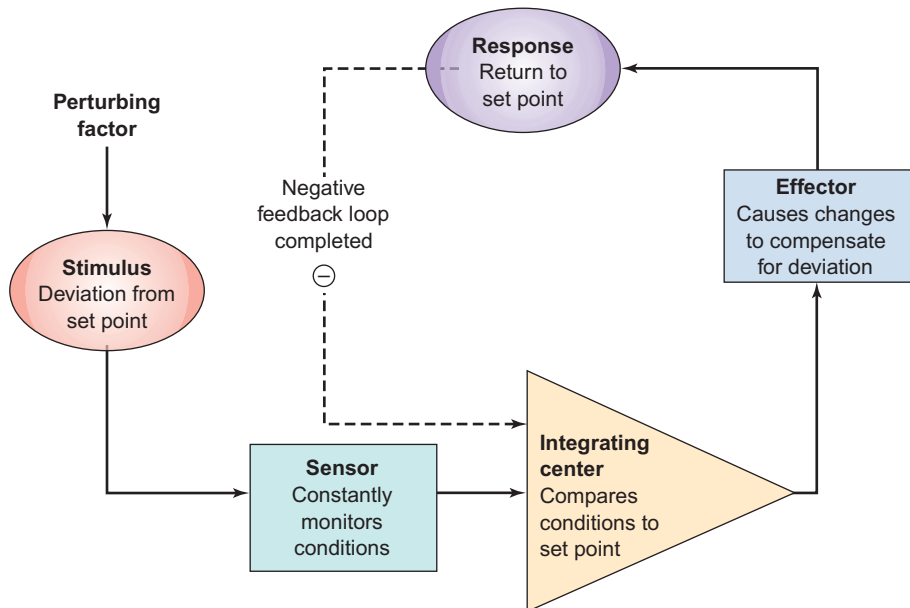 Perturbing
factor
Stimulus
Deviation from
set point
Sensor
Constantly
monitors
conditions
Integrating
center
Compares
conditions to
set point
Effector
Causes changes
to compensate
for deviation
Response
Return to
set point
Negative
feedback loop
completed
−